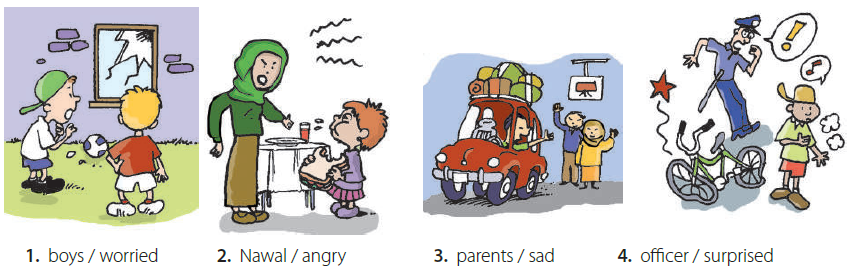 !
1. boys / worried
2. Nawal / angry
3. parents / sad
4. officer / surprised